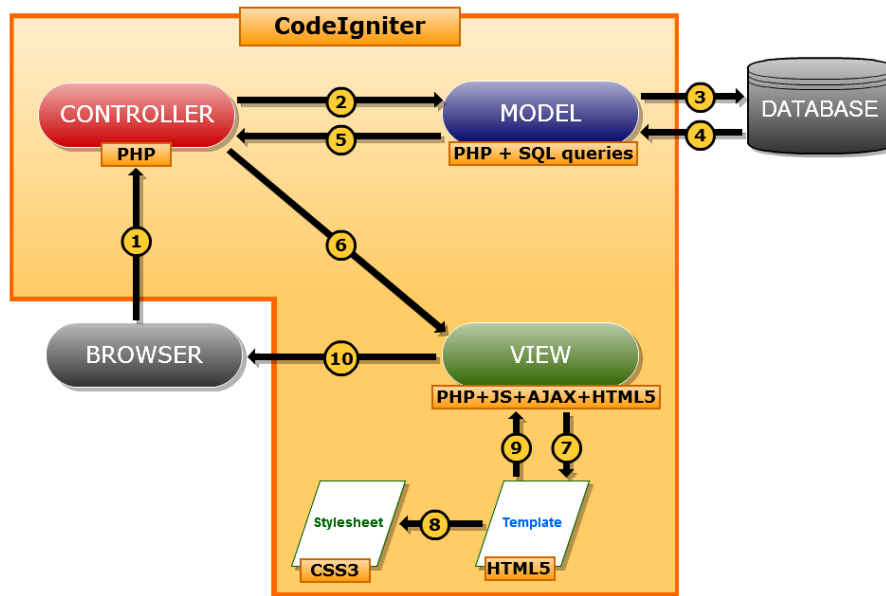 CodeIgniter
CONTROLLER
PHP
2
5
MODEL
PHP + SQL queries
3
4
DATABASE
1
6
BROWSER
10
VIEW
PHP+JS+AJAX+HTML5
9
7
Stylesheet
CSS3
8
Template
HTML5